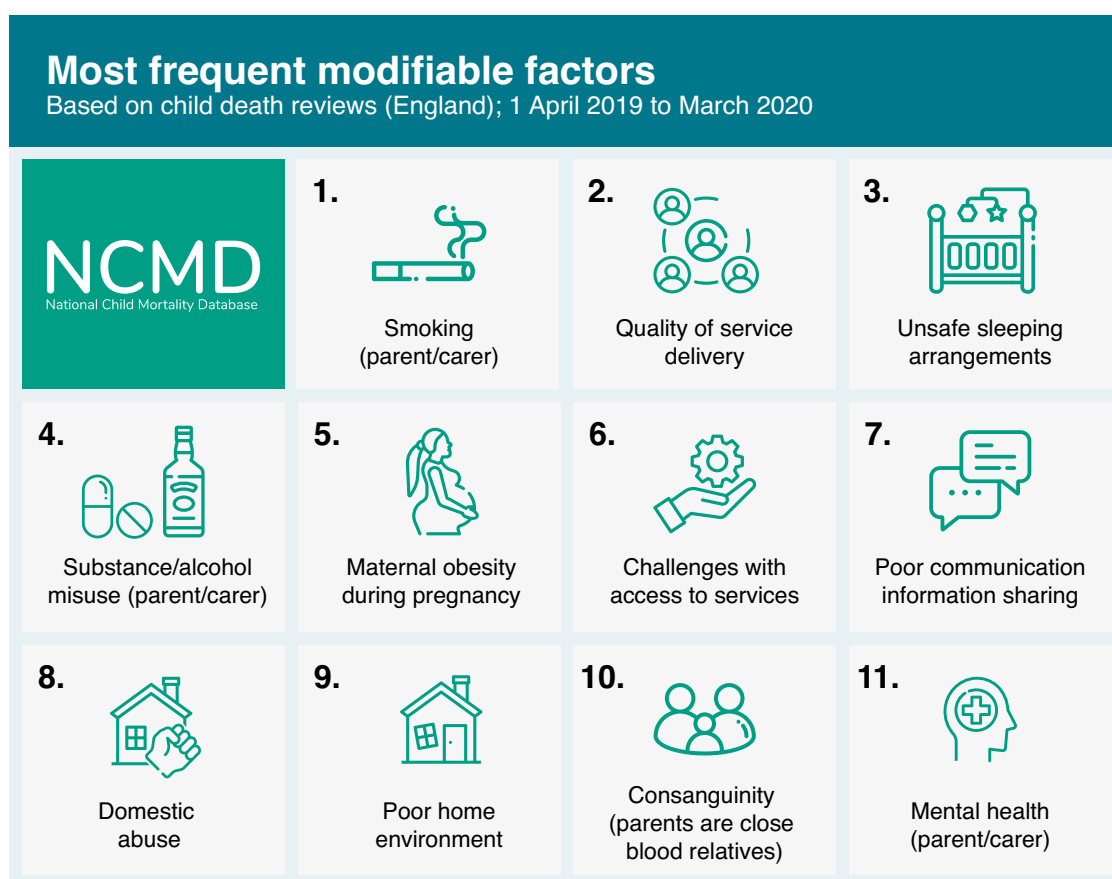 Most frequent modifiable factors
Based on child death reviews (England); 1 April 2019 to March 2020
NCMD
National Child Mortality Database
1.
Smoking
(parent/carer)
2.
Quality of service
delivery
3.
Unsafe sleeping
arrangements
4.
Substance/alcohol
misuse (parent/carer)
5.
Maternal obesity
during pregnancy
6.
Challenges with
access to services
7.
Poor communication
information sharing
8.
Domestic
abuse
9.
Poor home
environment
10.
Consanguinity
(parents are close
blood relatives)
11.
Mental health
(parent/carer)